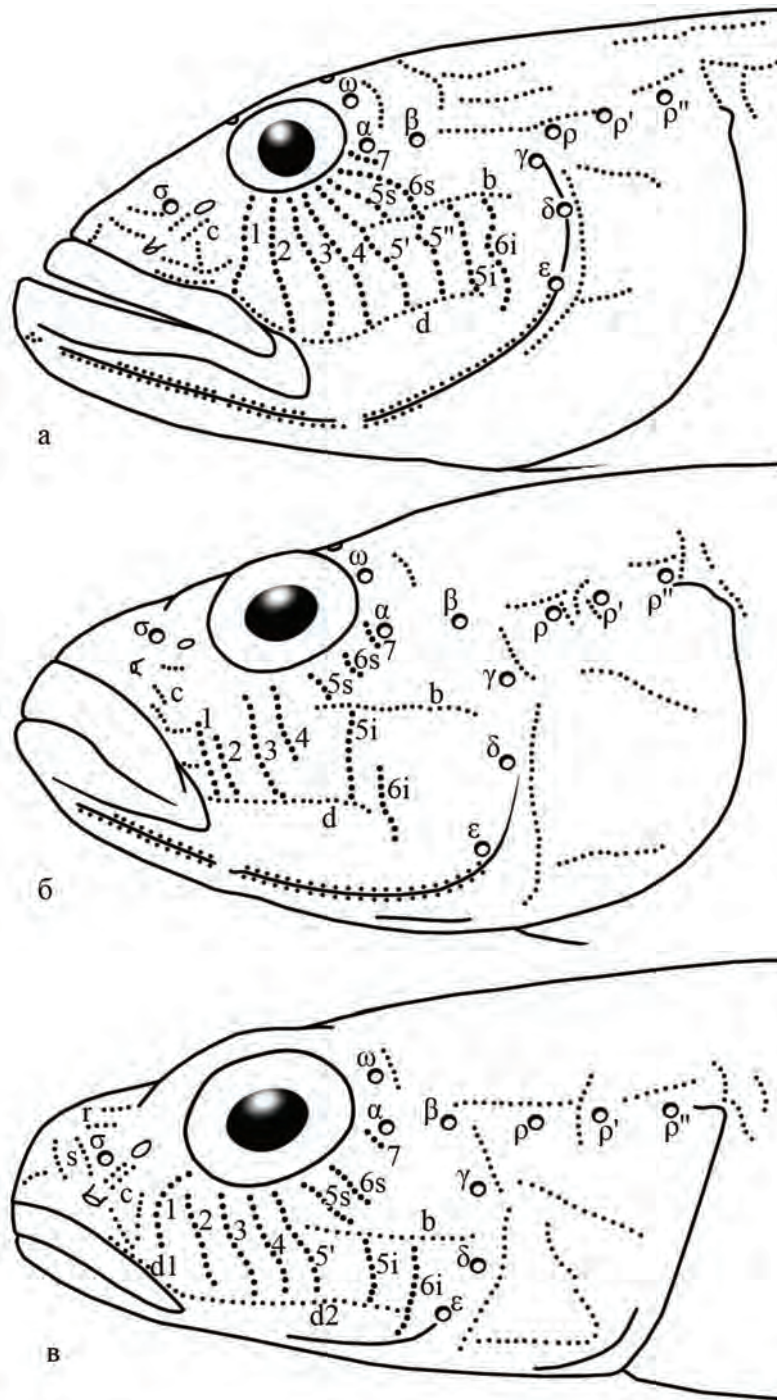 ω
α
β
7
ρ
ρ'
ρ"
γ
σ
5s
6s
b
c
δ
1
2
3
4
5'
5"
5i
6i
ε
d
а
ω
σ
α
β
7
ρ
ρ'
ρ"
6s
5s
γ
c
b
1
2
3
4
5i
δ
6i
d
ε
б
ω
r
α
β
ρ
ρ'
ρ"
σ
s
7
c
5s
6s
γ
1
2
3
4
5'
b
5i
6i
δ
d1
d2
ε
в